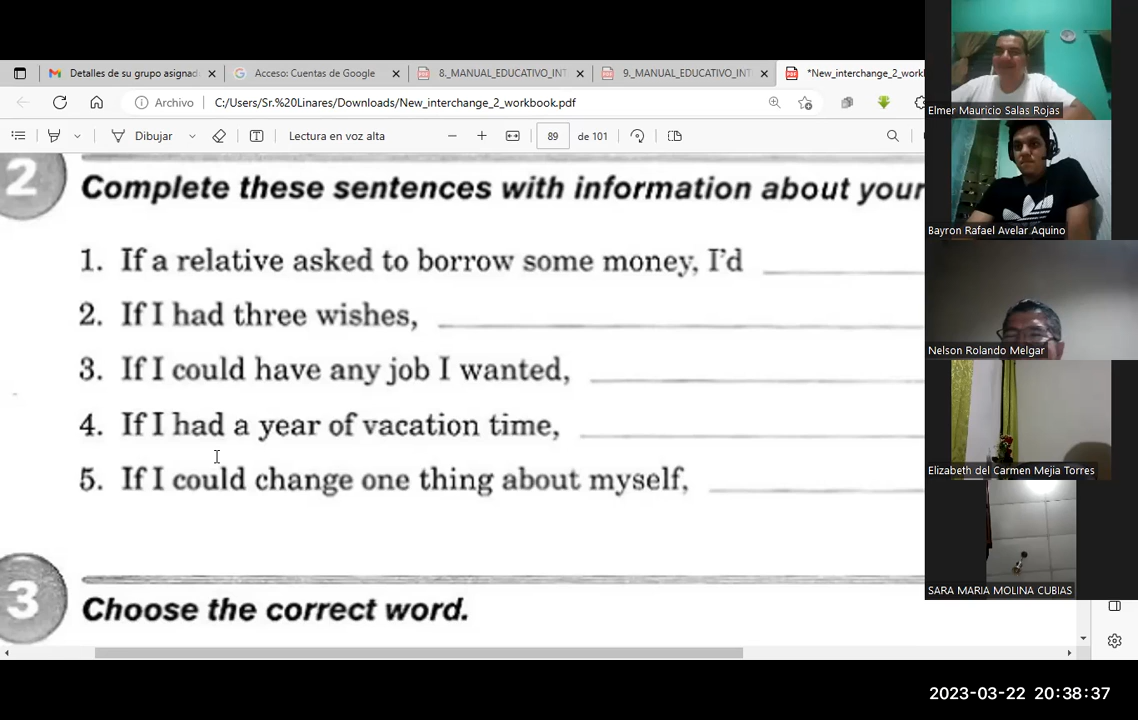 Detalles de su grupo asignad
Acceso: Cuentas de Google
8._MANUAL_EDUCATIVO_INT
9._MANUAL_EDUCATIVO_INT
*New_interchange_2_workl
Archivo
C:/Users/Sr.%20Linares/Downloads/New_interchange_2_workbook.pdf
Dibujar
Lectura en voz alta
89
de 101
2
Complete these sentences with information about your
1. If a relative asked to borrow some money, I'd
2. If I had three wishes,
3. If I could have any job I wanted,
4. If I had a year of vacation time,
5. If I could change one thing about myself,
3
Choose the correct word.
Elmer Mauricio Salas Rojas
Bayron Rafael Avelar Aquino
Nelson Rolando Melgar
Elizabeth del Carmen Mejia Torres
SARA MARIA MOLINA CUBIAS
2023-03-22 20:38:37